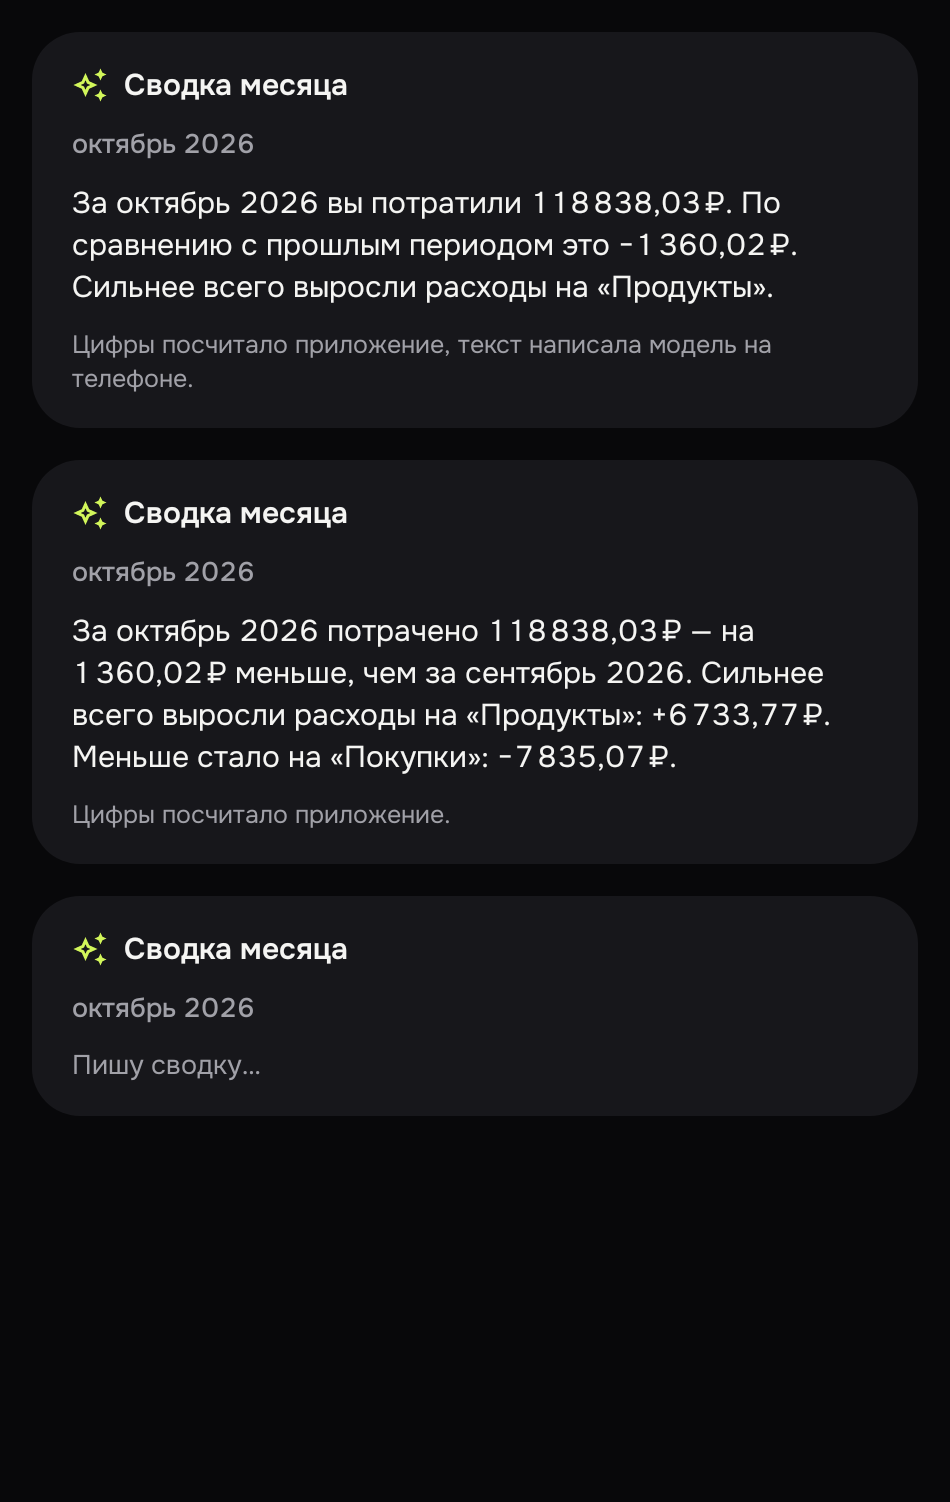 Сводка месяца
октябрь 2026
За октябрь 2026 вы потратили 118 838,03 ₽. По
сравнению с прошлым периодом это −1 360,02 ₽.
Сильнее всего выросли расходы на «Продукты».
Цифры посчитало приложение, текст написала модель на
телефоне.
Сводка месяца
октябрь 2026
За октябрь 2026 потрачено 118 838,03 ₽ — на
1 360,02 ₽ меньше, чем за сентябрь 2026. Сильнее
всего выросли расходы на «Продукты»: +6 733,77 ₽.
Меньше стало на «Покупки»: −7 835,07 ₽.
Цифры посчитало приложение.
Сводка месяца
октябрь 2026
Пишу сводку...